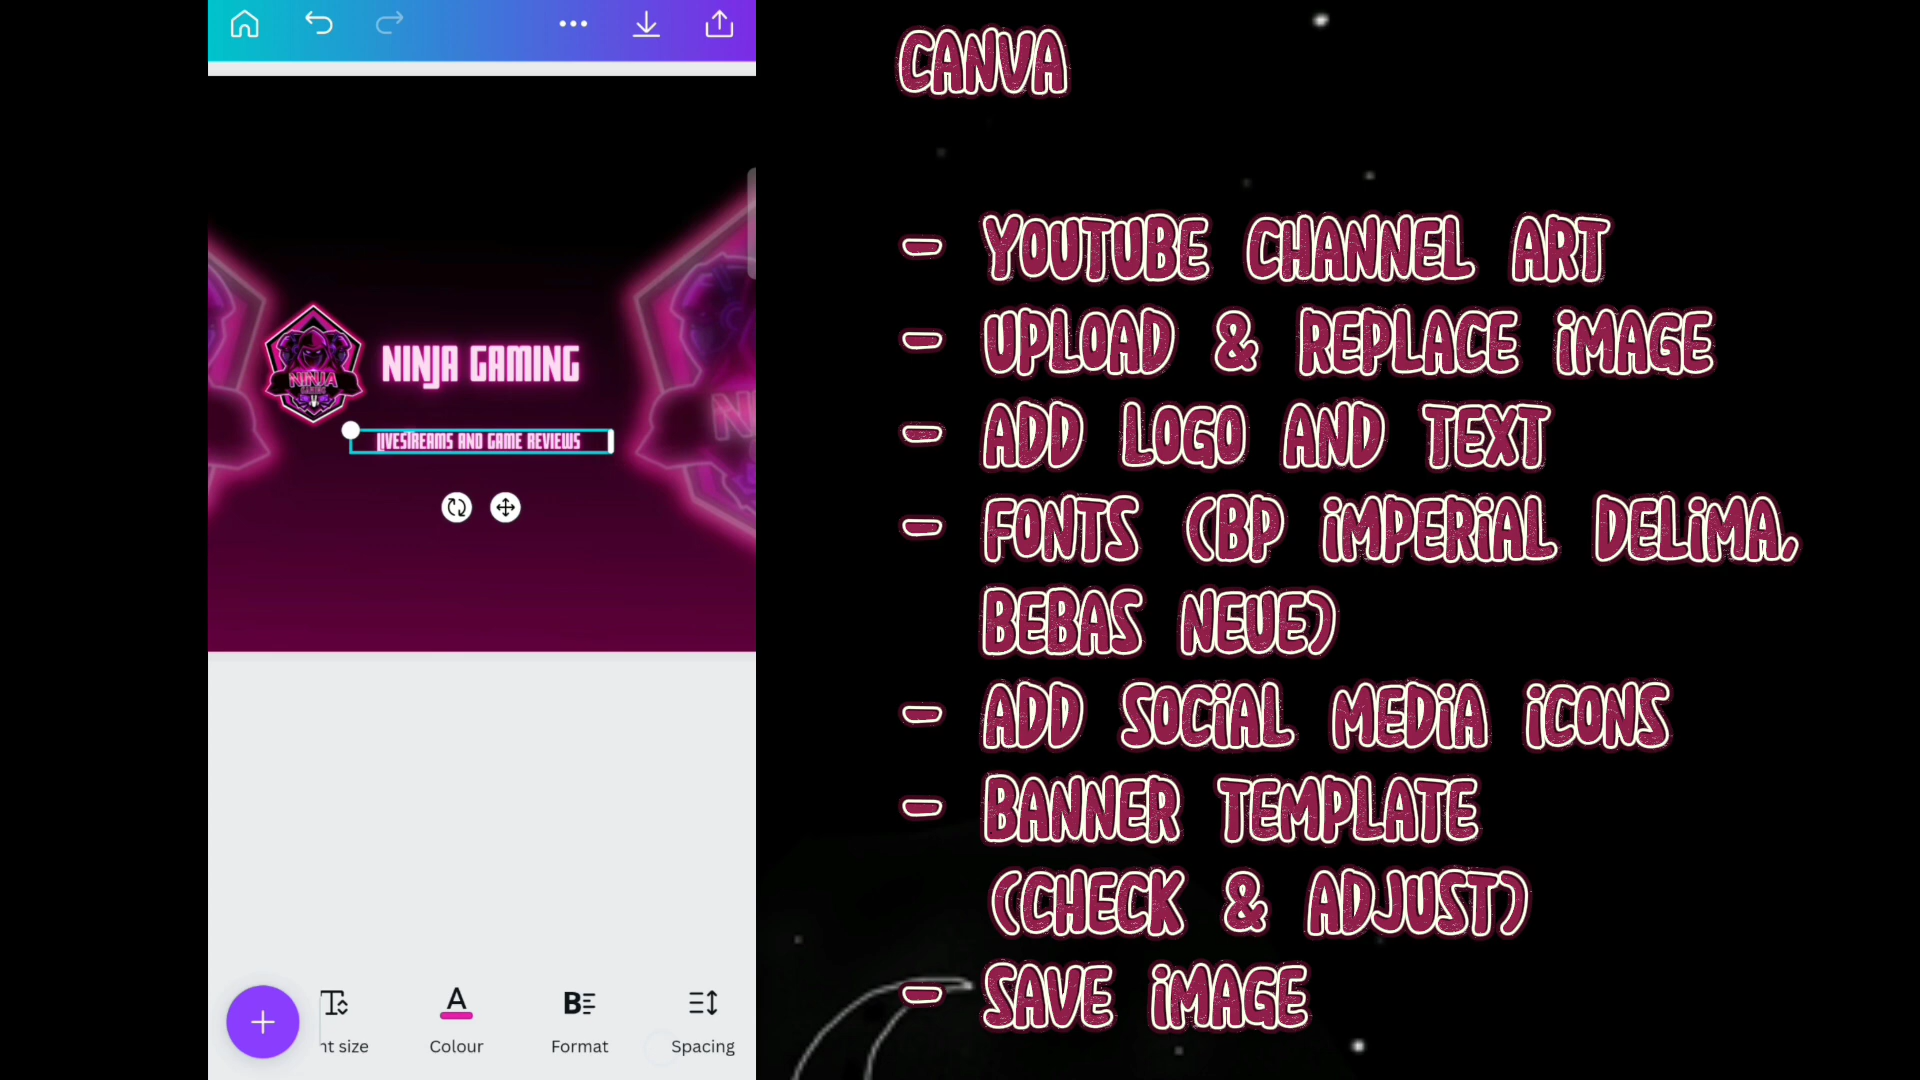 CANVA
- YOUTUBE CHANNEL ART
- UPLOAD & REPLACE IMAGE
- ADD LOGO AND TEXT
- FONTS (BP IMPERIAL DELIMA,
BEBAS NEUE)
- ADD SOCIAL MEDIA ICONS
- BANNER TEMPLATE
(CHECK & ADJUST)
- SAVE IMAGE
NINJA GAMING
NINJA
LIVESTREAMS AND GAME REVIEWS
nt size
Colour
Format
Spacing